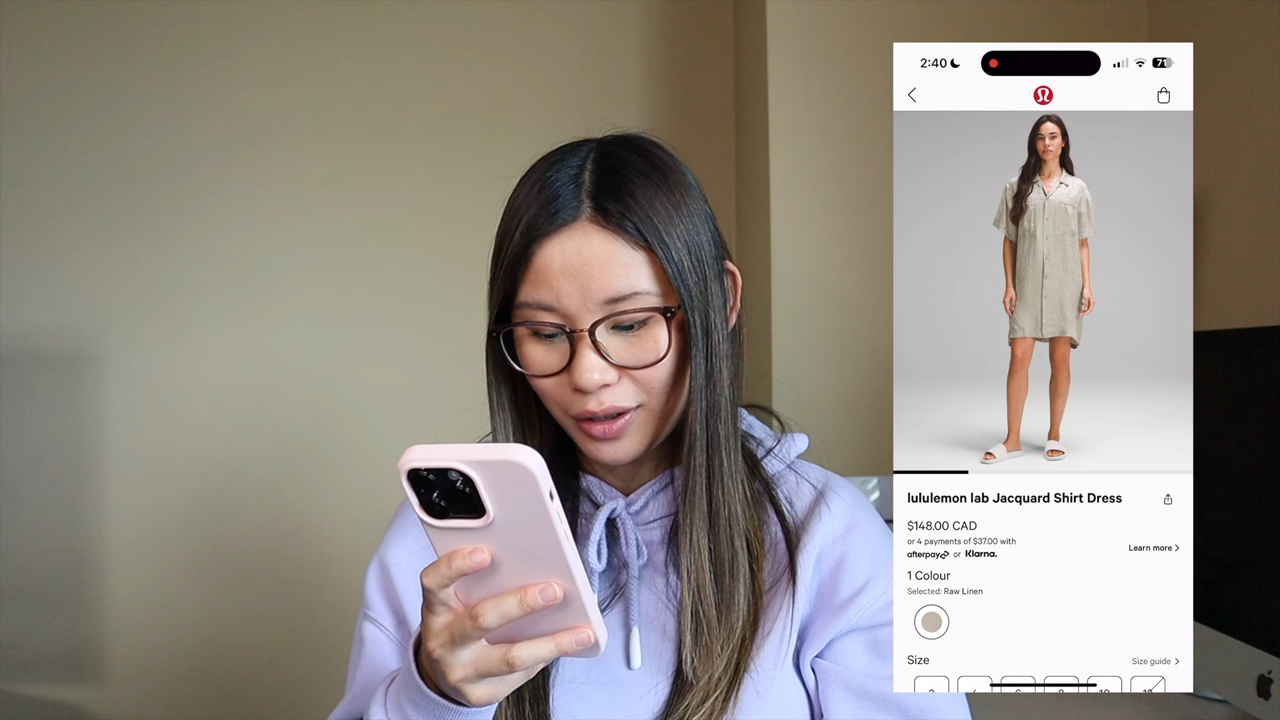 2:40
71
lululemon lab Jacquard Shirt Dress
$148.00 CAD
or 4 payments of $37.00 with
afterpay or Klarna.
Learn more
1 Colour
Selected: Raw Linen
Size
Size guide